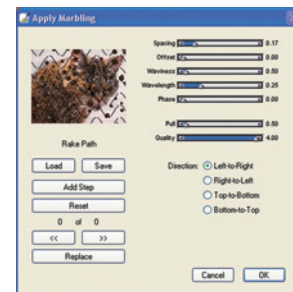 Apply Marbling
Spacing 0.17
Offset 0.00
Waviness 0.50
Wavelength 0.25
Phase 0.00
Pull 0.50
Quality 4.00
Rake Path
Load Save
Add Step
Reset
0 of 0
<< >>
Replace
Direction: Left-to-Right
Right-to-Left
Top-to-Bottom
Bottom-to-Top
Cancel OK